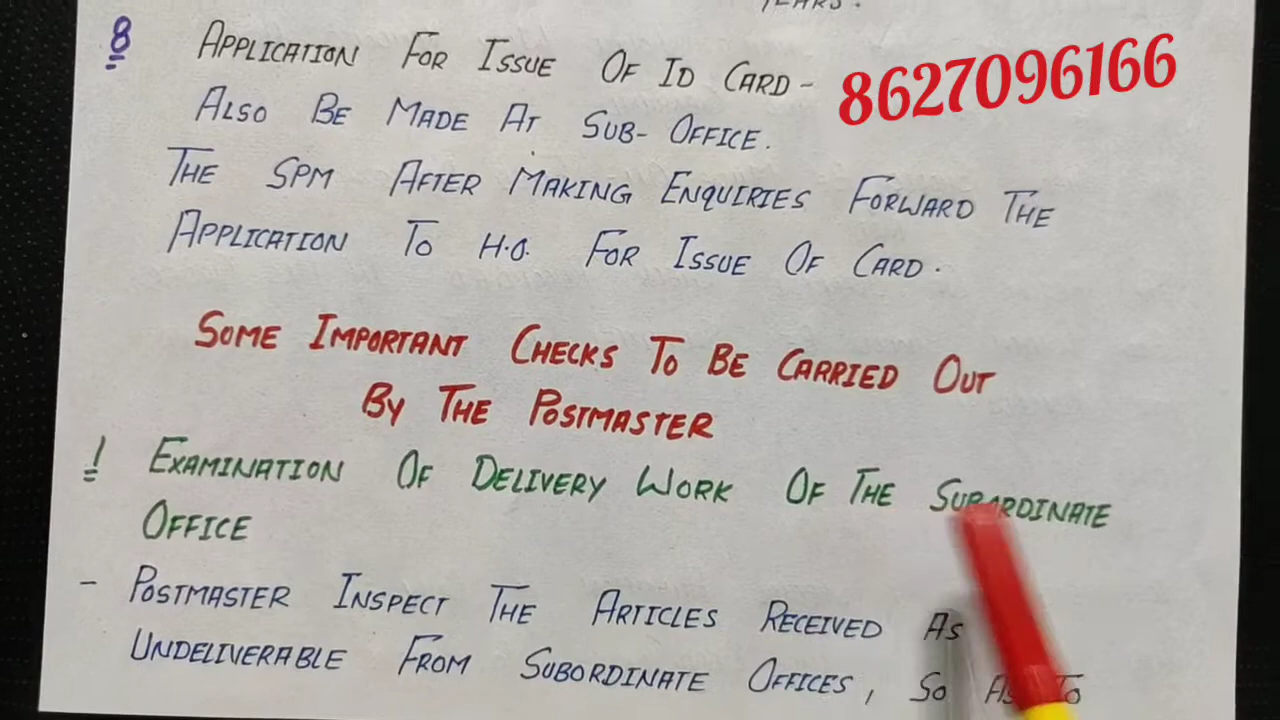 YEARS.
8 APPLICATION FOR ISSUE OF ID CARD-
8627096166
ALSO BE MADE AT SUB-OFFICE.
THE SPM AFTER MAKING ENQUIRIES FORWARD THE
APPLICATION TO H.O. FOR ISSUE OF CARD.
SOME IMPORTANT CHECKS TO BE CARRIED OUT
BY THE POSTMASTER
1 EXAMINATION OF DELIVERY WORK OF THE SUBORDINATE
OFFICE
- POSTMASTER INSPECT THE ARTICLES RECEIVED AS
UNDELIVERABLE FROM SUBORDINATE OFFICES, SO AS TO